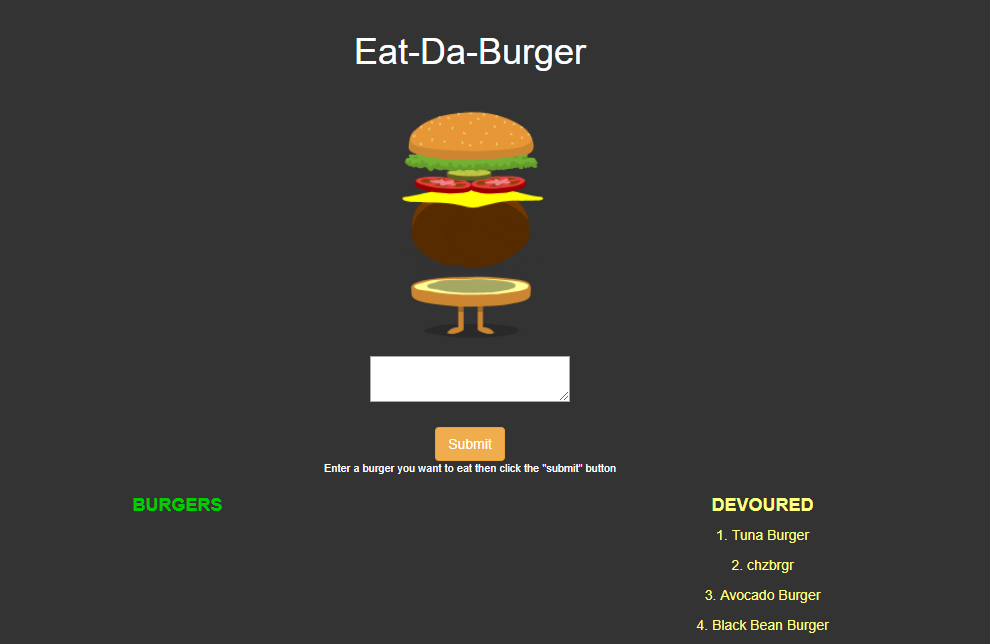 Eat-Da-Burger
Submit
Enter a burger you want to eat then click the "submit" button
BURGERS
DEVOURED
1. Tuna Burger
2. chzbrgr
3. Avocado Burger
4. Black Bean Burger